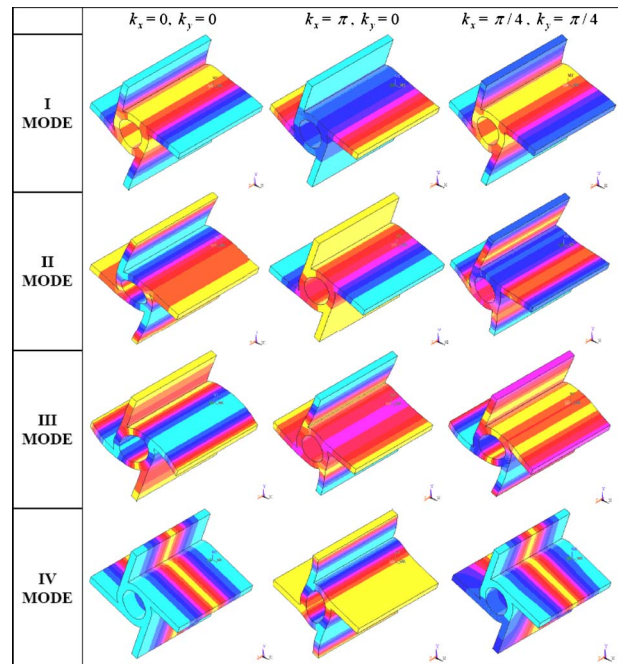 k_x = 0, k_y = 0
k_x = π, k_y = 0
k_x = π/4, k_y = π/4
I
MODE
II
MODE
III
MODE
IV
MODE